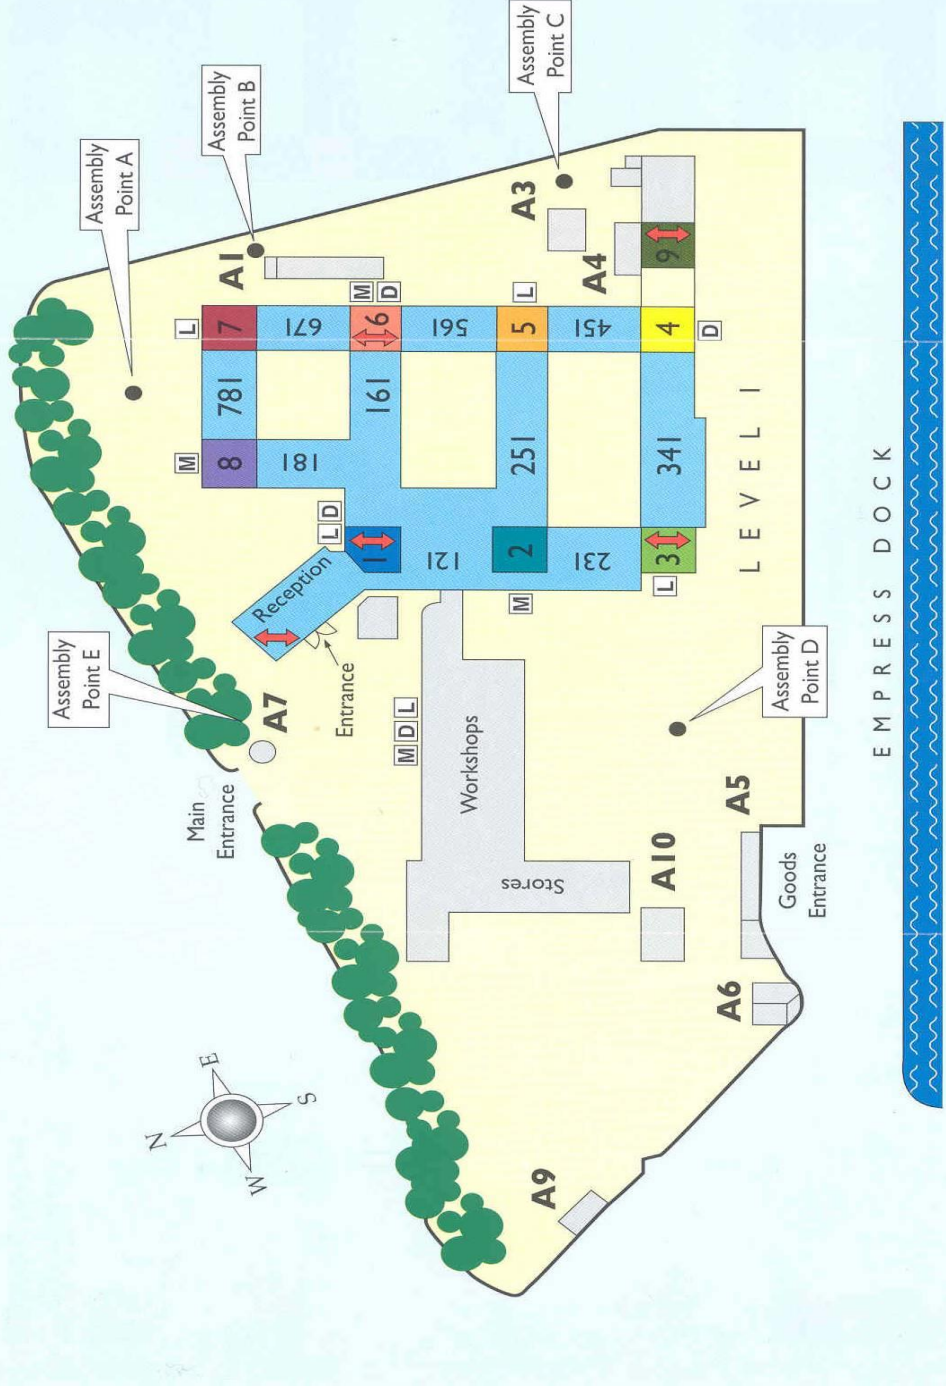 Assembly
Point A
Assembly
Point B
Assembly
Point C
A1
A3
A4
9
L
7
671
M
D
6
561
L
5
451
4
D
781
161
M
8
181
251
341
LEVEL 1
EMPRESS DOCK
L D
1
121
2
231
3
L
M
Reception
Entrance
Assembly
Point E
A7
Main
Entrance
M D L
Workshops
Stores
Assembly
Point D
A5
A10
Goods
Entrance
A6
A9
N
E
S
W